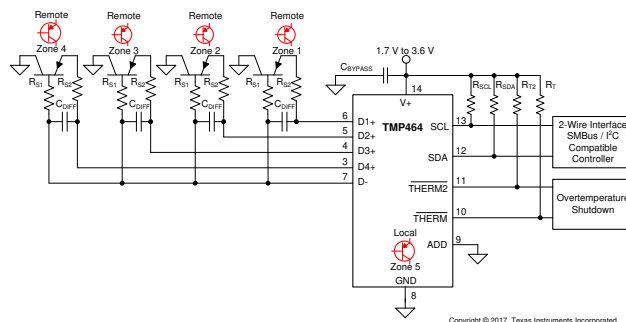 Remote
Remote
Remote
Remote
Zone 4
Zone 3
Zone 2
Zone 1
RS1
RS2
RS1
RS2
RS1
RS2
RS1
RS2
CDIFF
CDIFF
CDIFF
CDIFF
1.7 V to 3.6 V
CBYPASS
14
V+
RSCL
RSDA
RT2
RT
TMP464
6
D1+
5
D2+
4
D3+
3
D4+
7
D-
SCL
13
SDA
12
THERM2
11
THERM
10
ADD
9
2-Wire Interface
SMBus / I2C
Compatible
Controller
Overtemperature
Shutdown
Local
Zone 5
GND
8
Copyright © 2017, Texas Instruments Incorporated